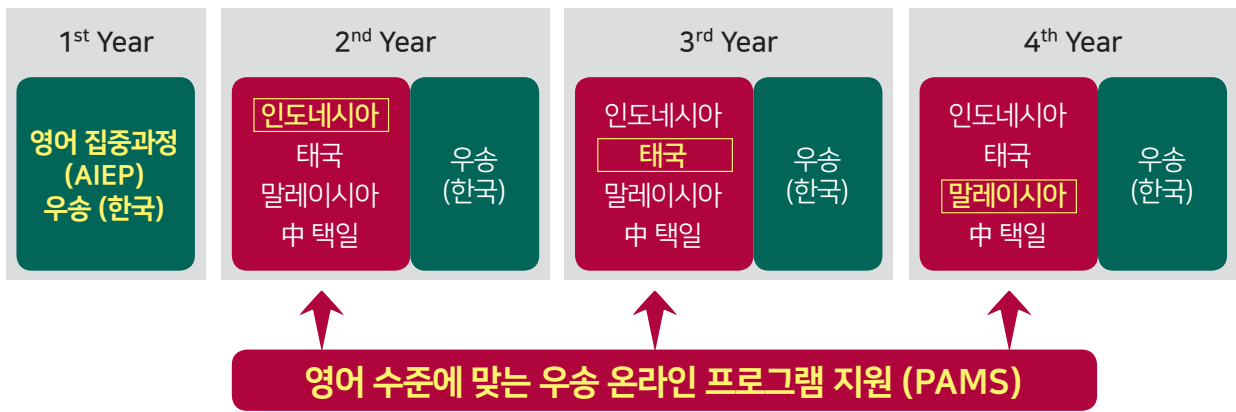 1st Year
영어 집중과정
(AIEP)
우송 (한국)
2nd Year
인도네시아
태국
말레이시아
中 택일
우송
(한국)
3rd Year
인도네시아
태국
말레이시아
中 택일
우송
(한국)
4th Year
인도네시아
태국
말레이시아
中 택일
우송
(한국)
영어 수준에 맞는 우송 온라인 프로그램 지원 (PAMS)